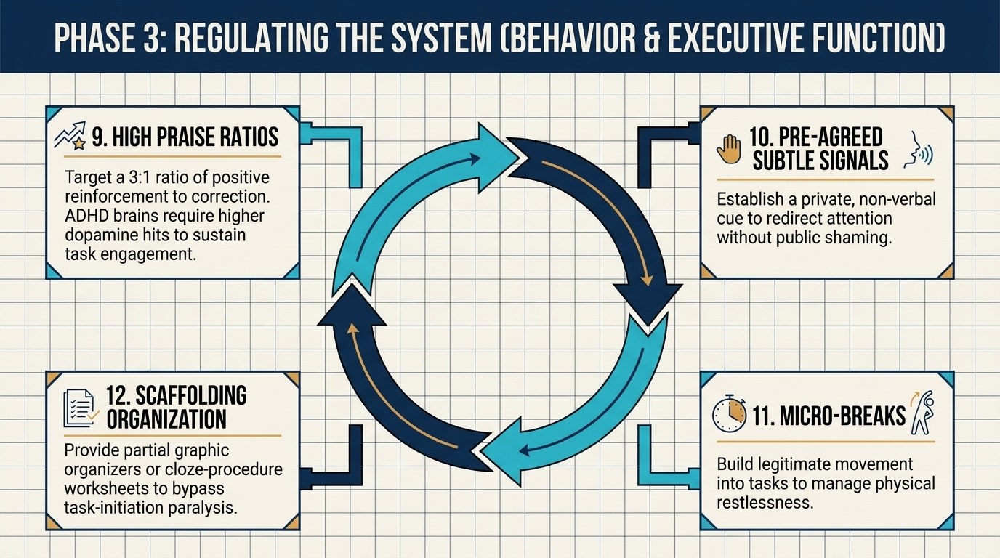 PHASE 3: REGULATING THE SYSTEM (BEHAVIOR & EXECUTIVE FUNCTION)
9. HIGH PRAISE RATIOS
Target a 3:1 ratio of positive
reinforcement to correction.
ADHD brains require higher
dopamine hits to sustain
task engagement.
10. PRE-AGREED
SUBTLE SIGNALS
Establish a private, non-verbal
cue to redirect attention
without public shaming.
12. SCAFFOLDING
ORGANIZATION
Provide partial graphic
organizers or cloze-procedure
worksheets to bypass
task-initiation paralysis.
11. MICRO-BREAKS
Build legitimate movement
into tasks to manage physical
restlessness.